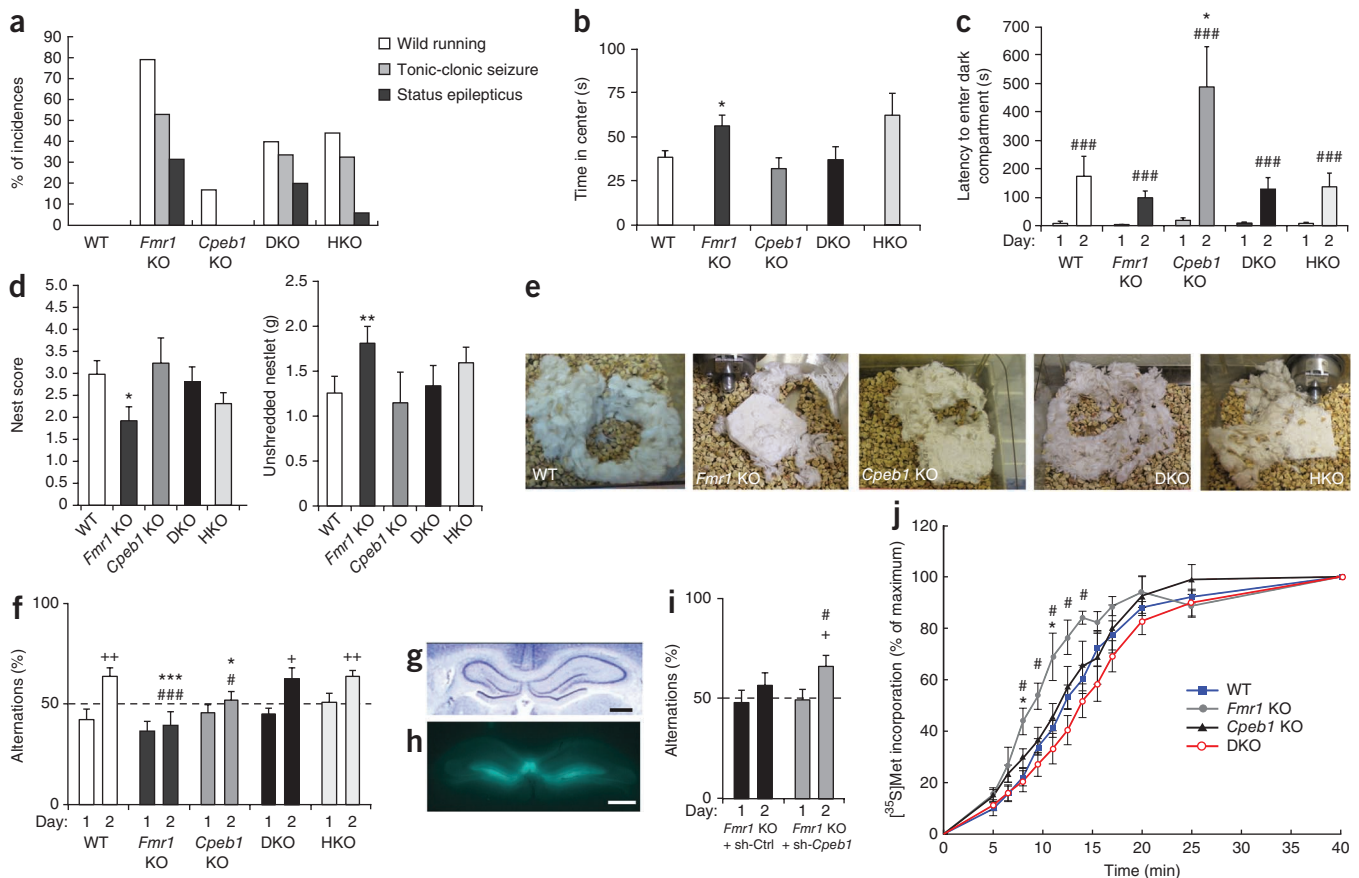 a
% of incidences
90
80
70
60
50
40
30
20
10
0
WT
Fmr1 KO
Cpeb1 KO
DKO
HKO
Wild running
Tonic-clonic seizure
Status epilepticus
b
Time in center (s)
100
75
50
25
0
*
WT
Fmr1 KO
Cpeb1 KO
DKO
HKO
c
Latency to enter dark
compartment (s)
700
600
500
400
300
200
100
0
###
###
*
###
###
###
Day: 1 2 1 2 1 2 1 2 1 2
WT
Fmr1 KO
Cpeb1 KO
DKO
HKO
d
Nest score
5.0
4.5
4.0
3.5
3.0
2.5
2.0
1.5
1.0
0.5
0
*
WT
Fmr1 KO
Cpeb1 KO
DKO
HKO
Unshredded nestlet (g)
2.5
2.0
1.5
1.0
0.5
0
**
WT
Fmr1 KO
Cpeb1 KO
DKO
HKO
e
WT
Fmr1 KO
Cpeb1 KO
DKO
HKO
f
Alternations (%)
100
50
0
++
***
###
*
#
+
++
Day: 1 2 1 2 1 2 1 2 1 2
WT
Fmr1 KO
Cpeb1 KO
DKO
HKO
g
h
i
Alternations (%)
100
50
0
#
+
Day: 1 2 1 2
Fmr1 KO
+ sh-Ctrl
Fmr1 KO
+ sh-Cpeb1
j
[35S]Met incorporation (% of maximum)
120
100
80
60
40
20
0
#
*
#
#
*
#
#
WT
Fmr1 KO
Cpeb1 KO
DKO
0 5 10 15 20 25 30 35 40
Time (min)